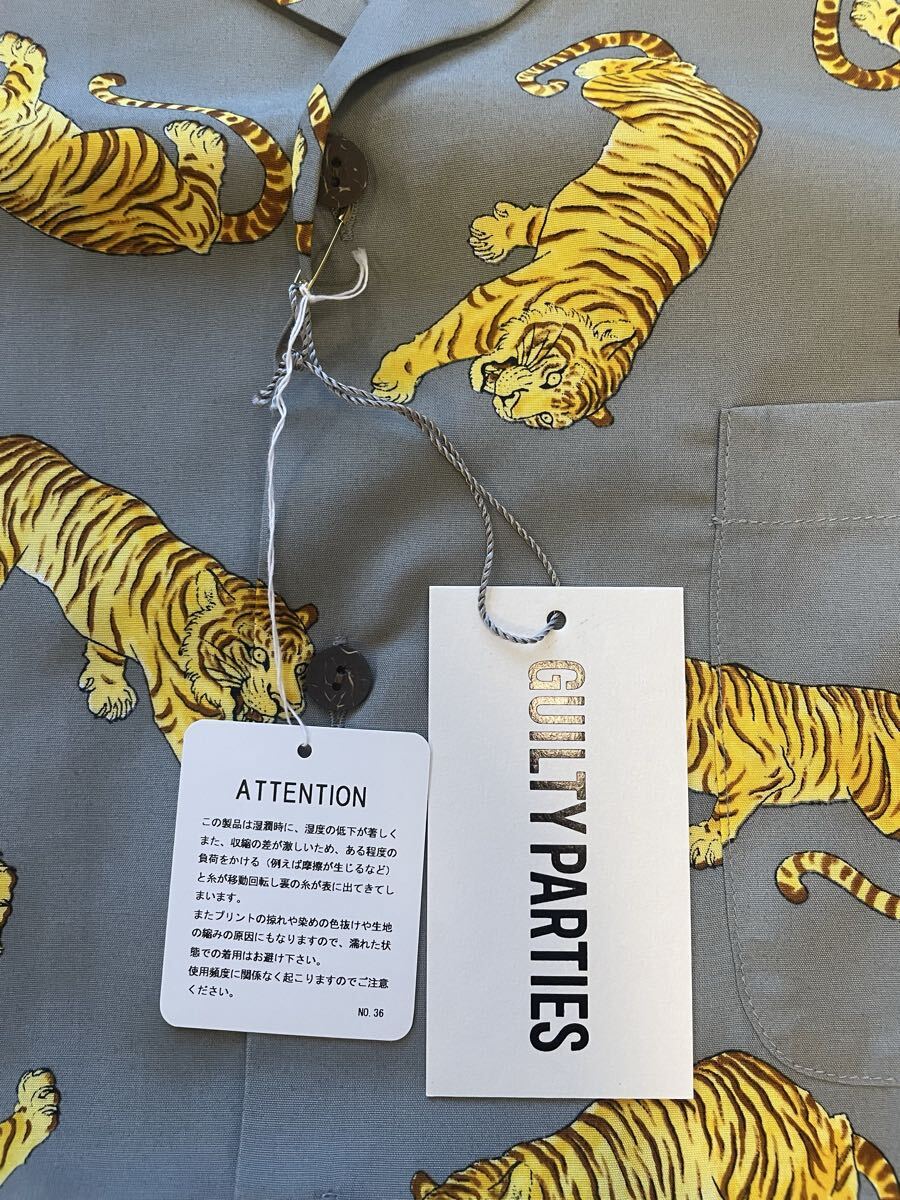 ATTENTION
この製品は湿潤時に、湿度の低下が著しく
また、収縮の差が激しいため、ある程度の
負荷をかける（例えば摩擦が生じるなど）
と糸が移動回転し裏の糸が表に出てきてし
まいます。
またプリントの掠れや染めの色抜けや生地
の縮みの原因にもなりますので、濡れた状
態での着用はお避け下さい。
使用頻度に関係なく起こりますのでご注意
ください。
NO. 36
GUILTY PARTIES